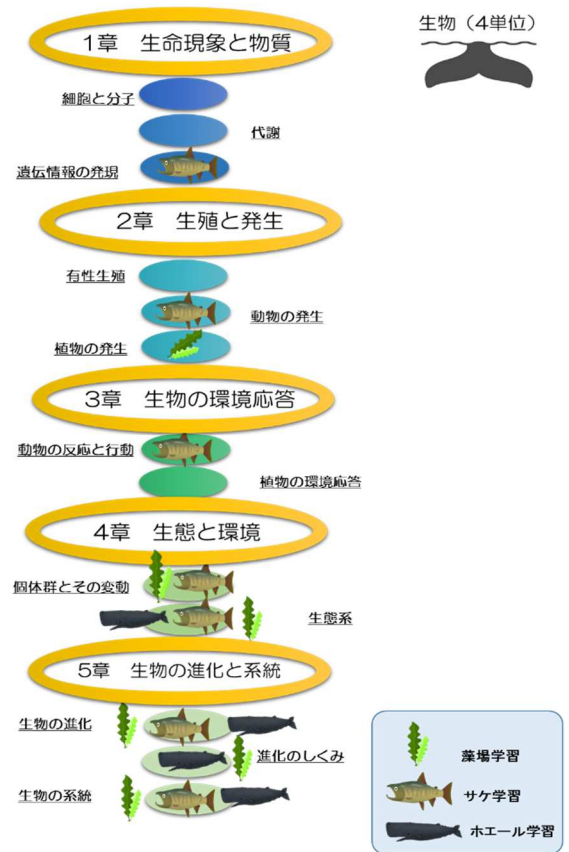 生物（4単位）
1章　生命現象と物質
細胞と分子
代謝
遺伝情報の発現
2章　生殖と発生
有性生殖
動物の発生
植物の発生
3章　生物の環境応答
動物の反応と行動
植物の環境応答
4章　生態と環境
個体群とその変動
生態系
5章　生物の進化と系統
生物の進化
進化のしくみ
生物の系統
藻場学習
サケ学習
ホエール学習